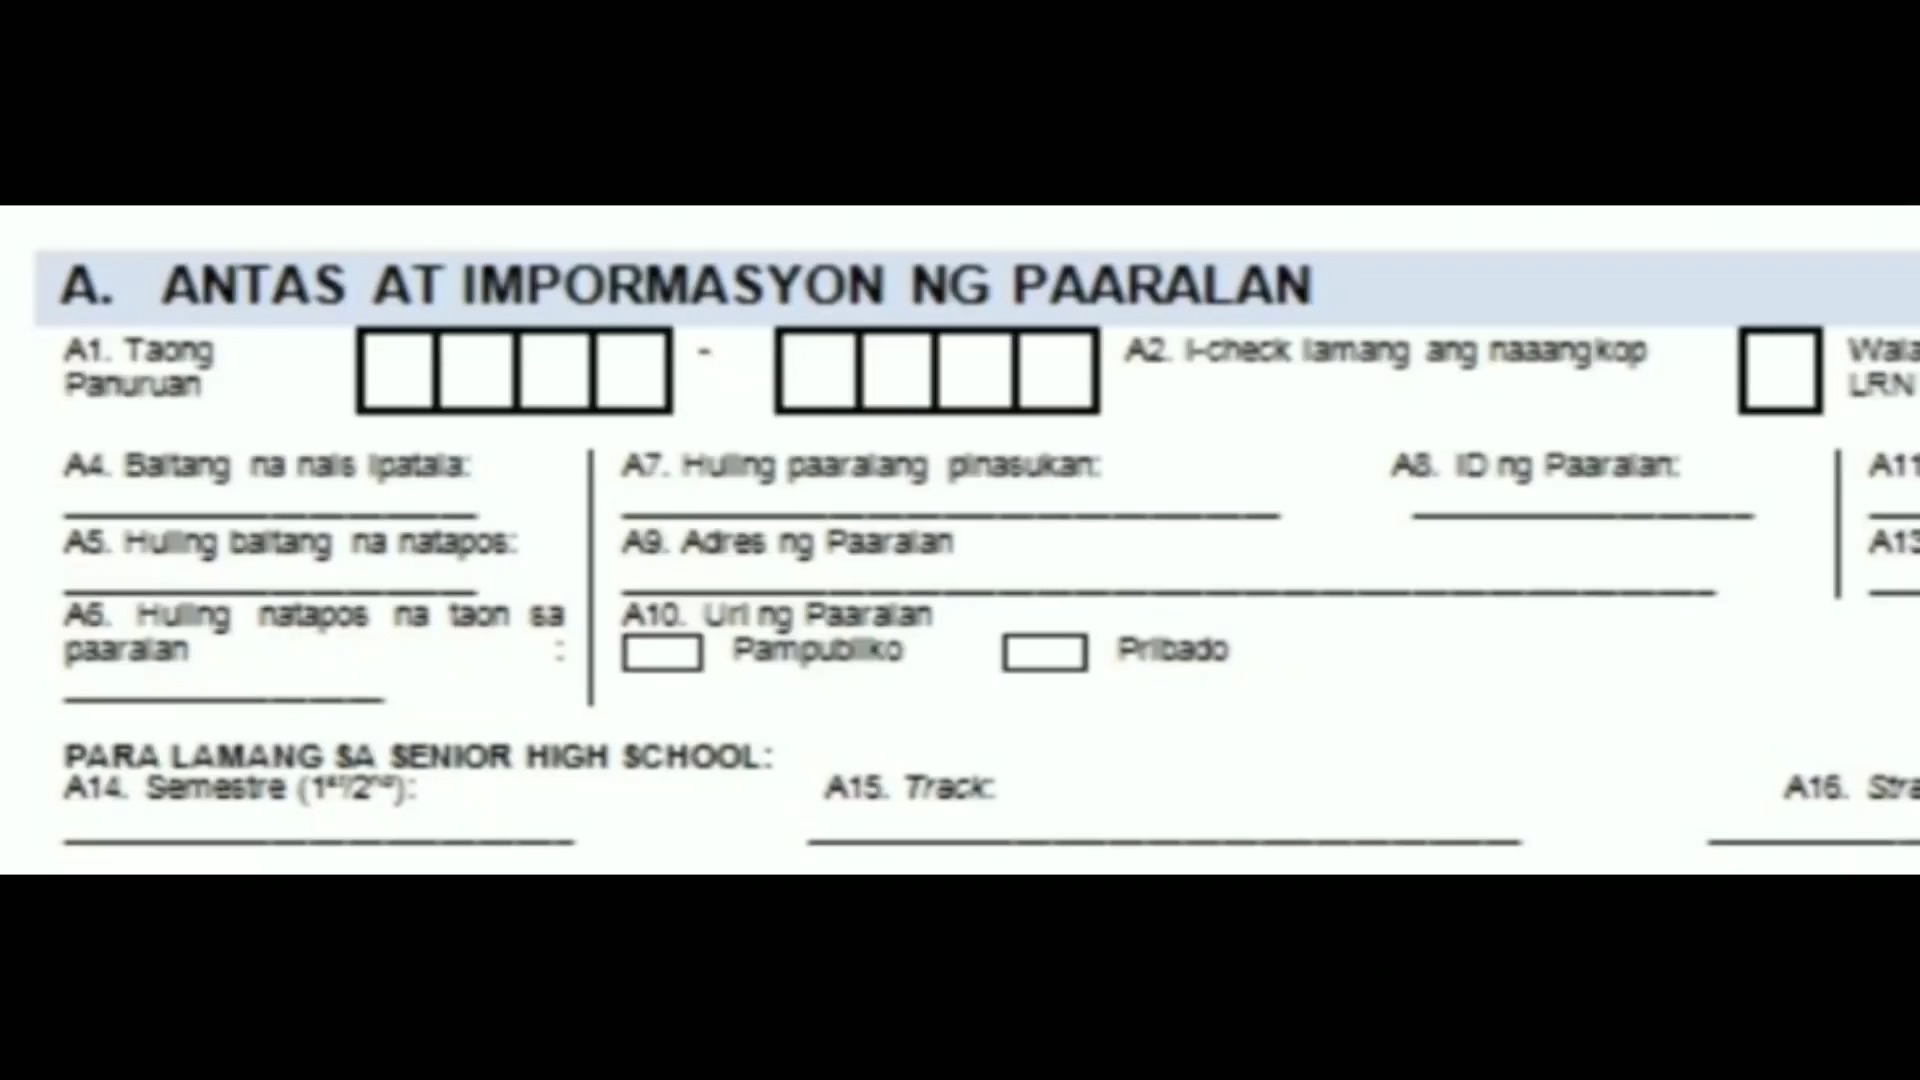 A. ANTAS AT IMPORMASYON NG PAARALAN
A1. Taong Panuruan
-
A2. I-check lamang ang naaangkop
LRN
A4. Baitang na nais ipatala:
A7. Huling paaralang pinasukan:
A8. ID ng Paaralan:
A11
A5. Huling baitang na natapos:
A9. Adres ng Paaralan
A13
A6. Huling natapos na taon sa
paaralan :
A10. Uri ng Paaralan
Pampubliko
Pribado
PARA LAMANG SA SENIOR HIGH SCHOOL:
A14. Semestre (1st/2nd):
A15. Track:
A16.